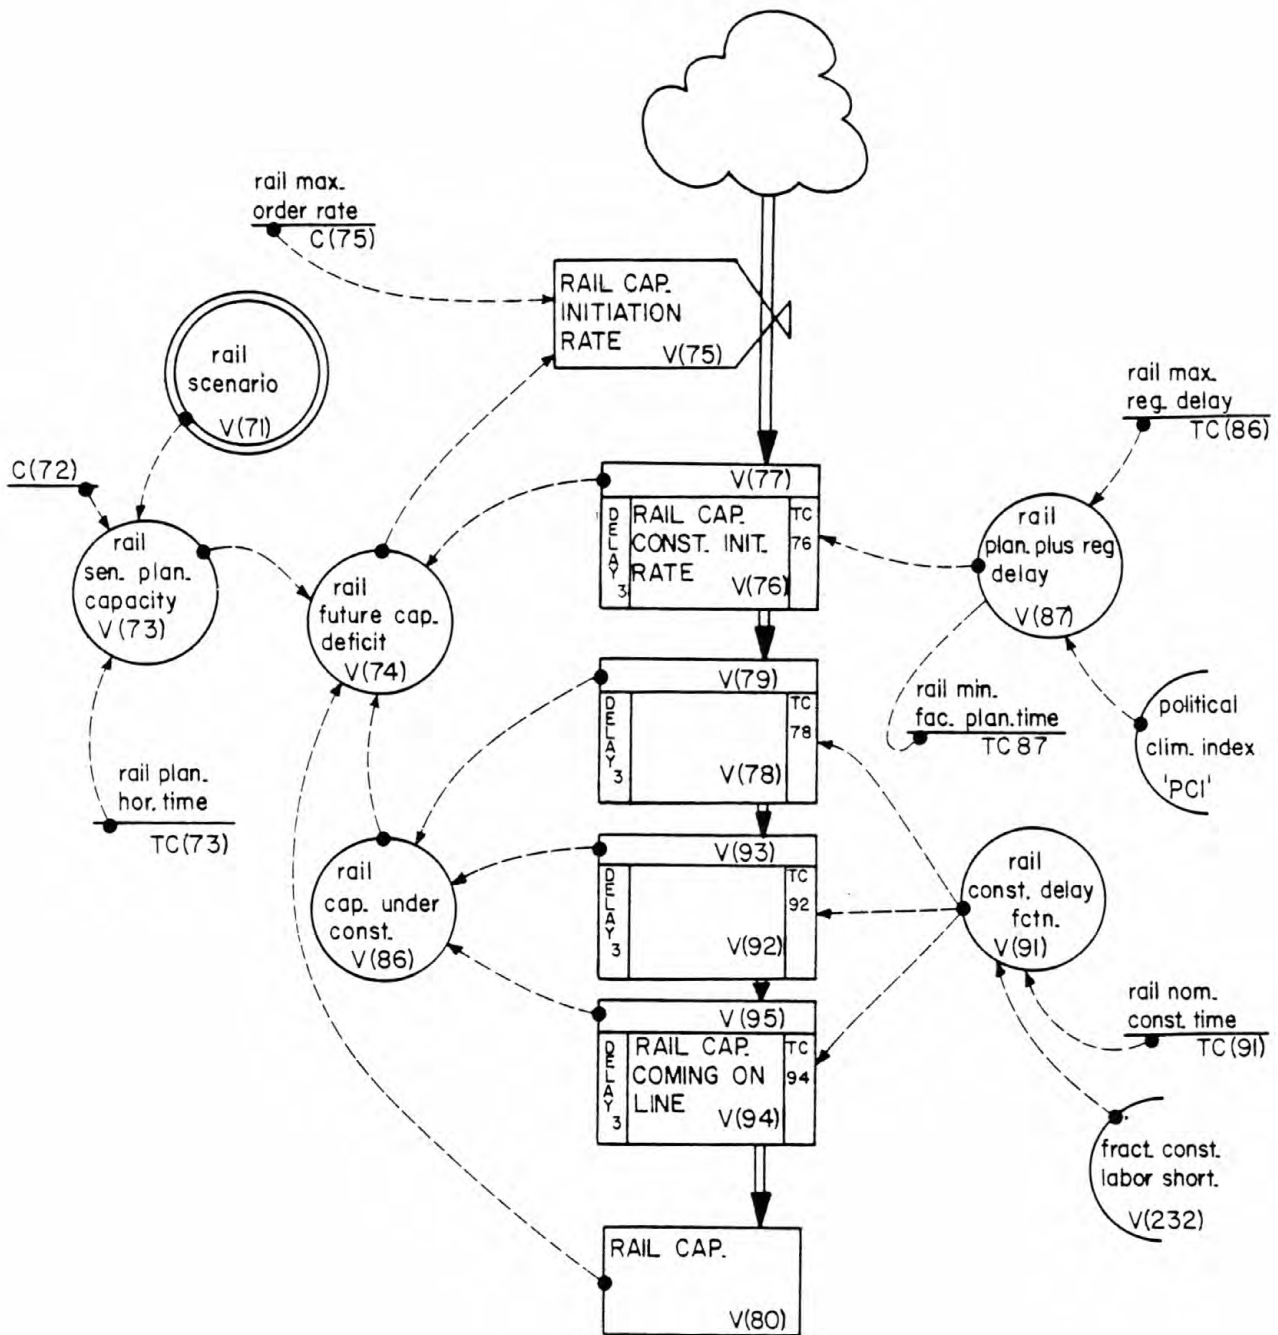 rail max.
order rate
C(75)
RAIL CAP.
INITIATION
RATE
V(75)
rail
scenario
V(71)
rail max.
reg. delay
TC(86)
C(72)
V(77)
DELAY 3
RAIL CAP.
CONST. INIT.
RATE
V(76)
TC
76
rail
plan. plus reg
delay
V(87)
rail
sen. plan.
capacity
V(73)
rail
future cap.
deficit
V(74)
V(79)
DELAY 3
V(78)
TC
78
rail min.
fac. plan. time
TC 87
political
clim. index
'PCI'
rail plan.
hor. time
TC(73)
V(93)
DELAY 3
V(92)
TC
92
rail
cap. under
const.
V(86)
rail
const. delay
fctn.
V(91)
V(95)
DELAY 3
RAIL CAP.
COMING ON
LINE
V(94)
TC
94
rail nom.
const. time
TC(91)
fract. const.
labor short.
V(232)
RAIL CAP.
V(80)